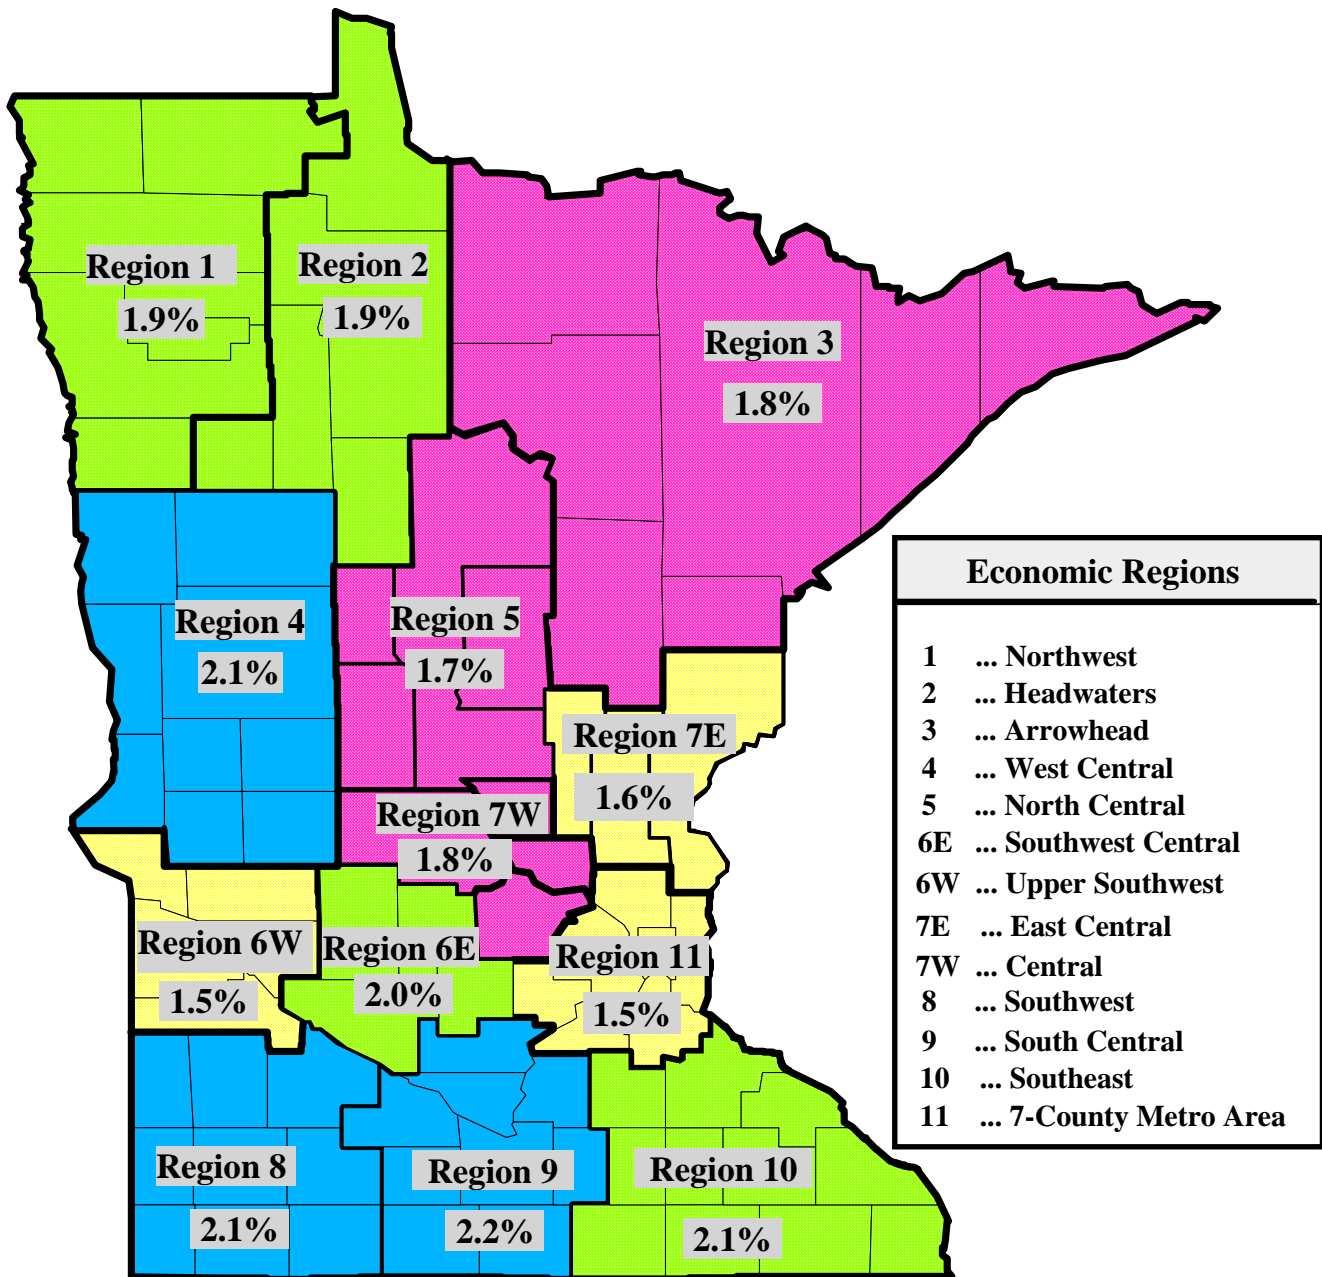 Region 1
1.9%
Region 2
1.9%
Region 3
1.8%
Region 4
2.1%
Region 5
1.7%
Region 7E
1.6%
Region 7W
1.8%
Region 6W
1.5%
Region 6E
2.0%
Region 11
1.5%
Region 8
2.1%
Region 9
2.2%
Region 10
2.1%
Economic Regions
1 ... Northwest
2 ... Headwaters
3 ... Arrowhead
4 ... West Central
5 ... North Central
6E ... Southwest Central
6W ... Upper Southwest
7E ... East Central
7W ... Central
8 ... Southwest
9 ... South Central
10 ... Southeast
11 ... 7-County Metro Area